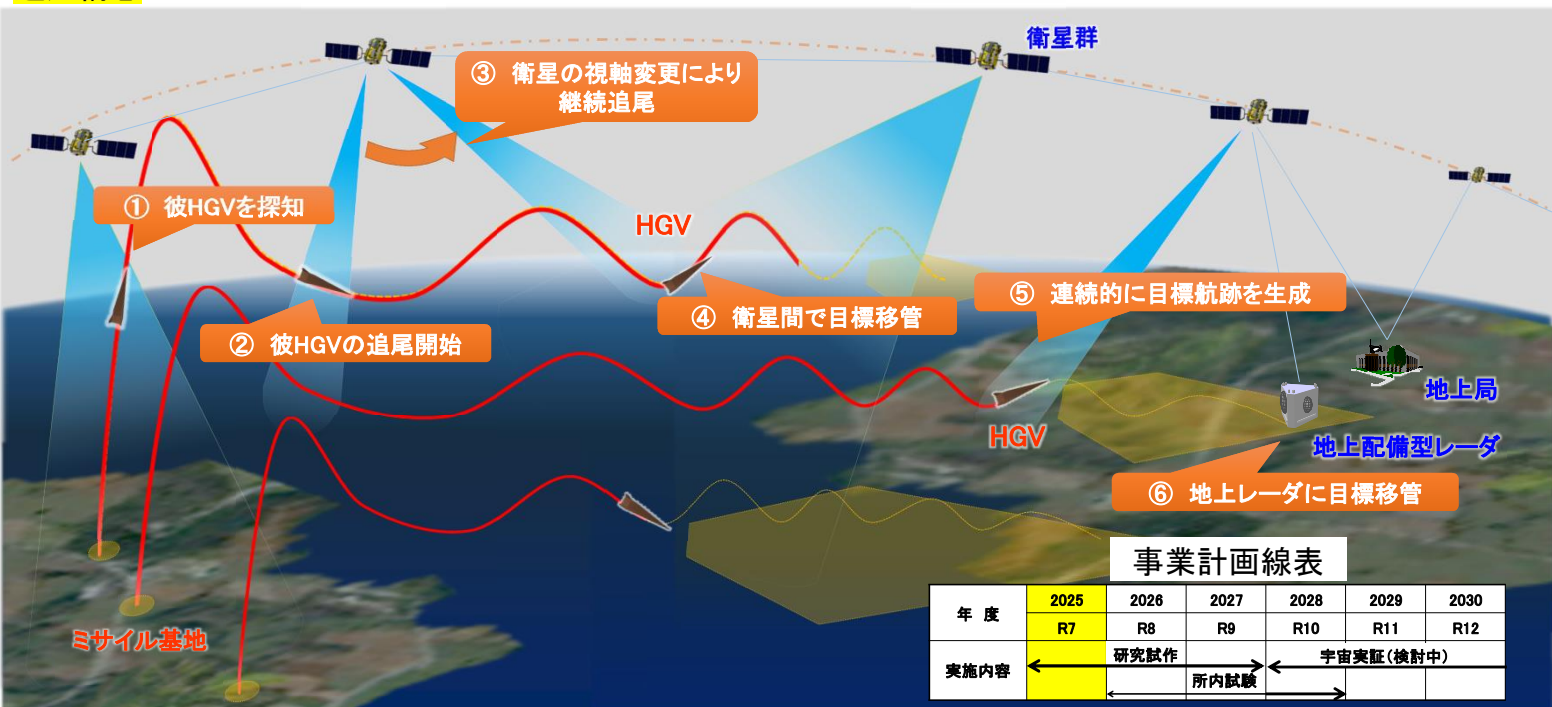 衛星群
③ 衛星の視軸変更により
継続追尾
① 彼HGVを探知
HGV
⑤ 連続的に目標航跡を生成
④ 衛星間で目標移管
② 彼HGVの追尾開始
地上局
HGV
地上配備型レーダ
⑥ 地上レーダに目標移管
ミサイル基地
事業計画線表
年 度 2025 2026 2027 2028 2029 2030
R7 R8 R9 R10 R11 R12
実施内容
研究試作 宇宙実証(検討中)
所内試験